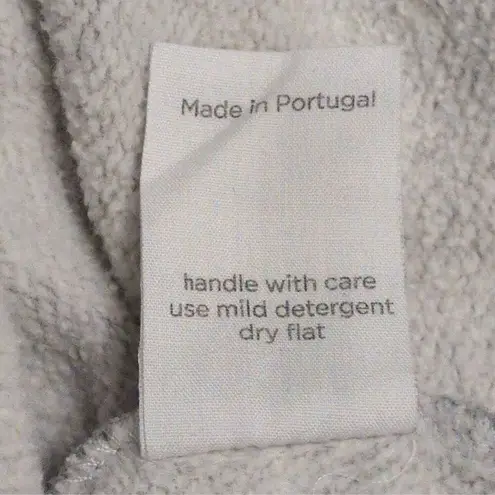 Made in Portugal
handle with care
use mild detergent
dry flat